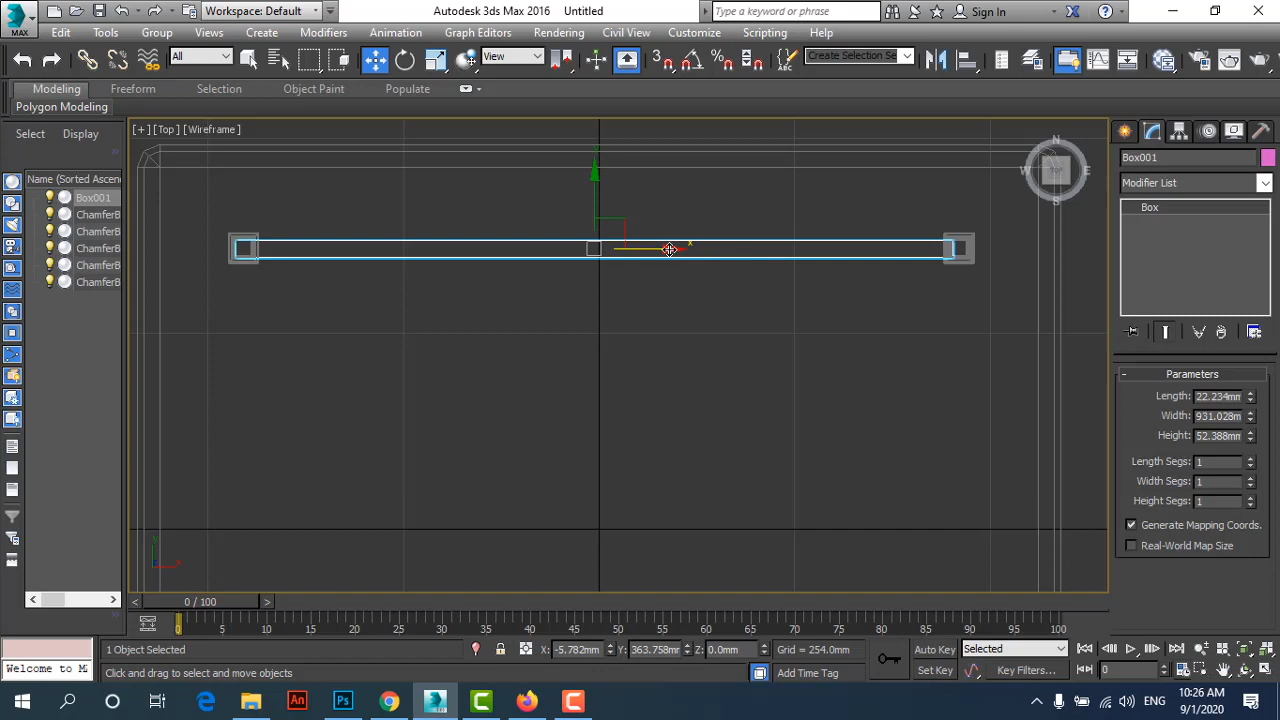 Workspace: Default
Autodesk 3ds Max 2016 Untitled
Type a keyword or phrase
Sign In
MAX
Edit Tools Group Views Create Modifiers Animation Graph Editors Rendering Civil View Customize Scripting Help
All
View
3
Create Selection Se
Modeling Freeform Selection Object Paint Populate
Polygon Modeling
Select Display
[+] [Top] [Wireframe]
Name (Sorted Ascen
Box001
ChamferB
ChamferB
ChamferB
ChamferB
ChamferB
N
W TOP E
S
x
Box001
Modifier List
Box
Parameters
Length: 22.234mm
Width: 931.028m
Height: 52.388mm
Length Segs: 1
Width Segs: 1
Height Segs: 1
Generate Mapping Coords.
Real-World Map Size
0 / 100
0 5 10 15 20 25 30 35 40 45 50 55 60 65 70 75 80 85 90 95 100
1 Object Selected
X: -5.782mm Y: 363.758mm Z: 0.0mm Grid = 254.0mm
Auto Key Selected
Welcome to M
Click and drag to select and move objects
Add Time Tag
Set Key Key Filters...
0
An
Ps
ENG
10:26 AM
9/1/2020